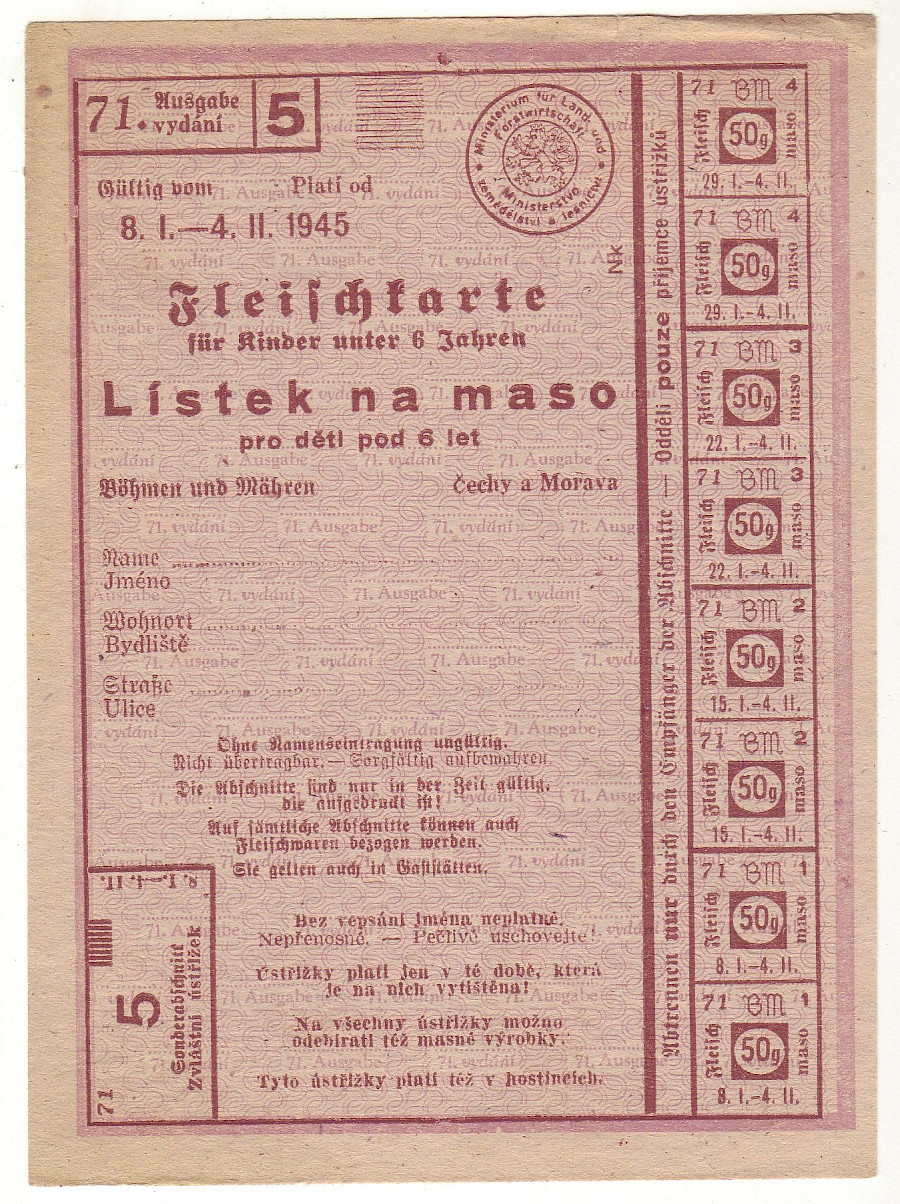 71. Ausgabe
vydání
5
Gültig vom Platí od
8. I.—4. II. 1945
Ministerium für Land- und
Forstwirtschaft
Ministerstvo
zemědělství a lesnictví
Nk
Fleischkarte
für Kinder unter 6 Jahren
Lístek na maso
pro děti pod 6 let
Böhmen und Mähren Čechy a Morava
Name
Jméno
Wohnort
Bydliště
Straße
Ulice
Ohne Namenseintragung ungültig.
Nicht übertragbar. — Sorgfältig aufbewahren.
Die Abschnitte sind nur in der Zeit gültig,
die aufgedruckt ist!
Auf sämtliche Abschnitte können auch
Fleischwaren bezogen werden.
Sie gelten auch in Gaststätten.
Bez vepsání jména neplatné.
Nepřenosné. — Pečlivě uschovejte!
Ústřižky platí jen v té době, která
je na nich vytištěna!
Na všechny ústřižky možno
odebírati též masné výrobky.
Tyto ústřižky platí též v hostincích.
8. I.—4. II.
5
Sonderabschnitt
Zvláštní ústřižek
71
Abtrennen nur durch den Empfänger der Abschnitte — Oddělí pouze příjemce ústřižků
71 BM 4
Fleisch 50g maso
29. I.-4. II.
71 BM 4
Fleisch 50g maso
29. I.-4. II.
71 BM 3
Fleisch 50g maso
22. I.-4. II.
71 BM 3
Fleisch 50g maso
22. I.-4. II.
71 BM 2
Fleisch 50g maso
15. I.-4. II.
71 BM 2
Fleisch 50g maso
15. I.-4. II.
71 BM 1
Fleisch 50g maso
8. I.-4. II.
71 BM 1
Fleisch 50g maso
8. I.-4. II.